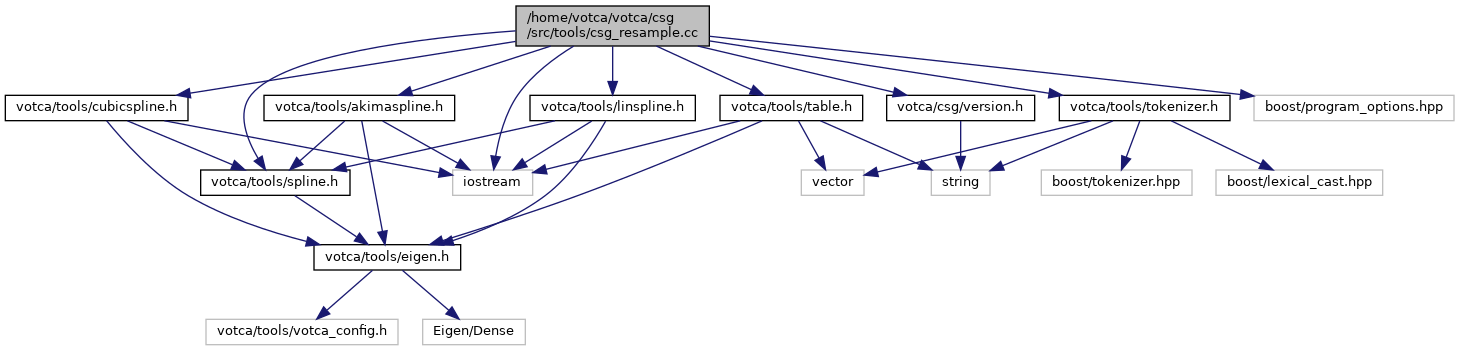 /home/votca/votca/csg
/src/tools/csg_resample.cc
votca/tools/cubicspline.h
votca/tools/akimaspline.h
votca/tools/linspline.h
votca/tools/table.h
votca/csg/version.h
votca/tools/tokenizer.h
boost/program_options.hpp
votca/tools/spline.h
iostream
vector
string
boost/tokenizer.hpp
boost/lexical_cast.hpp
votca/tools/eigen.h
votca/tools/votca_config.h
Eigen/Dense